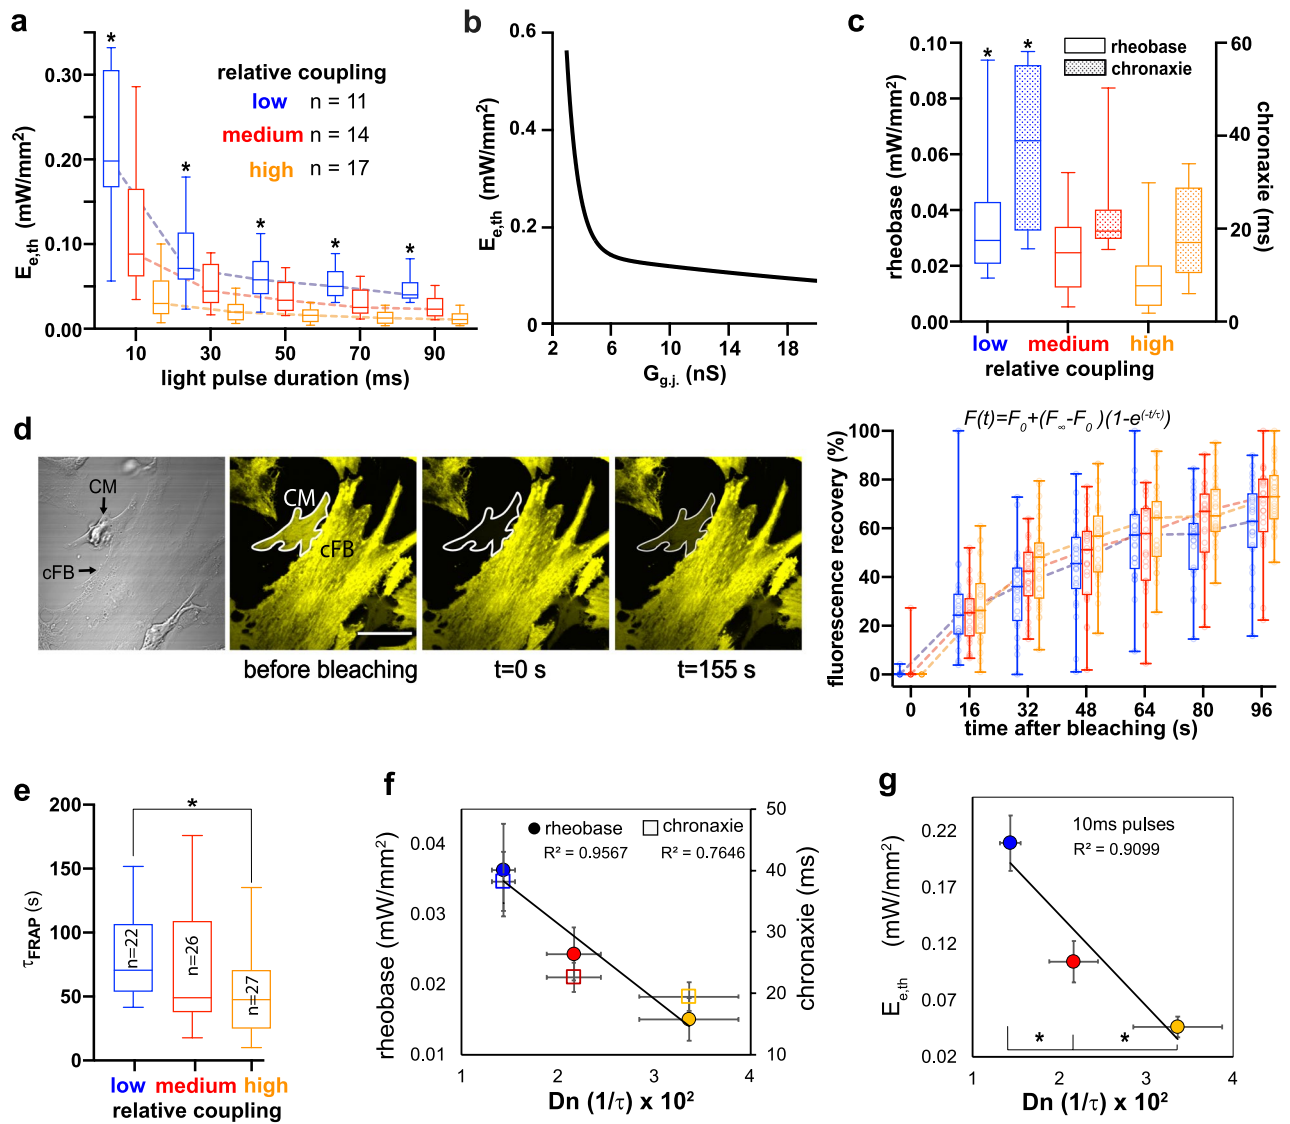 a
E_e,th (mW/mm²)
0.30
0.20
0.10
0.00
*
*
*
*
*
relative coupling
low n = 11
medium n = 14
high n = 17
10 30 50 70 90
light pulse duration (ms)
b
E_e,th (mW/mm²)
0.6
0.4
0.2
0
2 6 10 14 18
G_g.j. (nS)
c
rheobase (mW/mm²)
0.10
0.08
0.06
0.04
0.02
0.00
* *
rheobase
chronaxie
60
40
20
0
chronaxie (ms)
low medium high
relative coupling
d
CM
cFB
CM
cFB
before bleaching
t=0 s
t=155 s
F(t)=F₀+(F∞-F₀)(1-e^(-t/τ))
fluorescence recovery (%)
100
80
60
40
20
0
0 16 32 48 64 80 96
time after bleaching (s)
e
τ_FRAP (s)
200
150
100
50
0
*
n=22
n=26
n=27
low medium high
relative coupling
f
rheobase (mW/mm²)
0.04
0.03
0.02
0.01
rheobase
R² = 0.9567
chronaxie
R² = 0.7646
50
40
30
20
10
chronaxie (ms)
1 2 3 4
Dn (1/τ) x 10²
g
E_e,th (mW/mm²)
0.22
0.17
0.12
0.07
0.02
10ms pulses
R² = 0.9099
* *
1 2 3 4
Dn (1/τ) x 10²